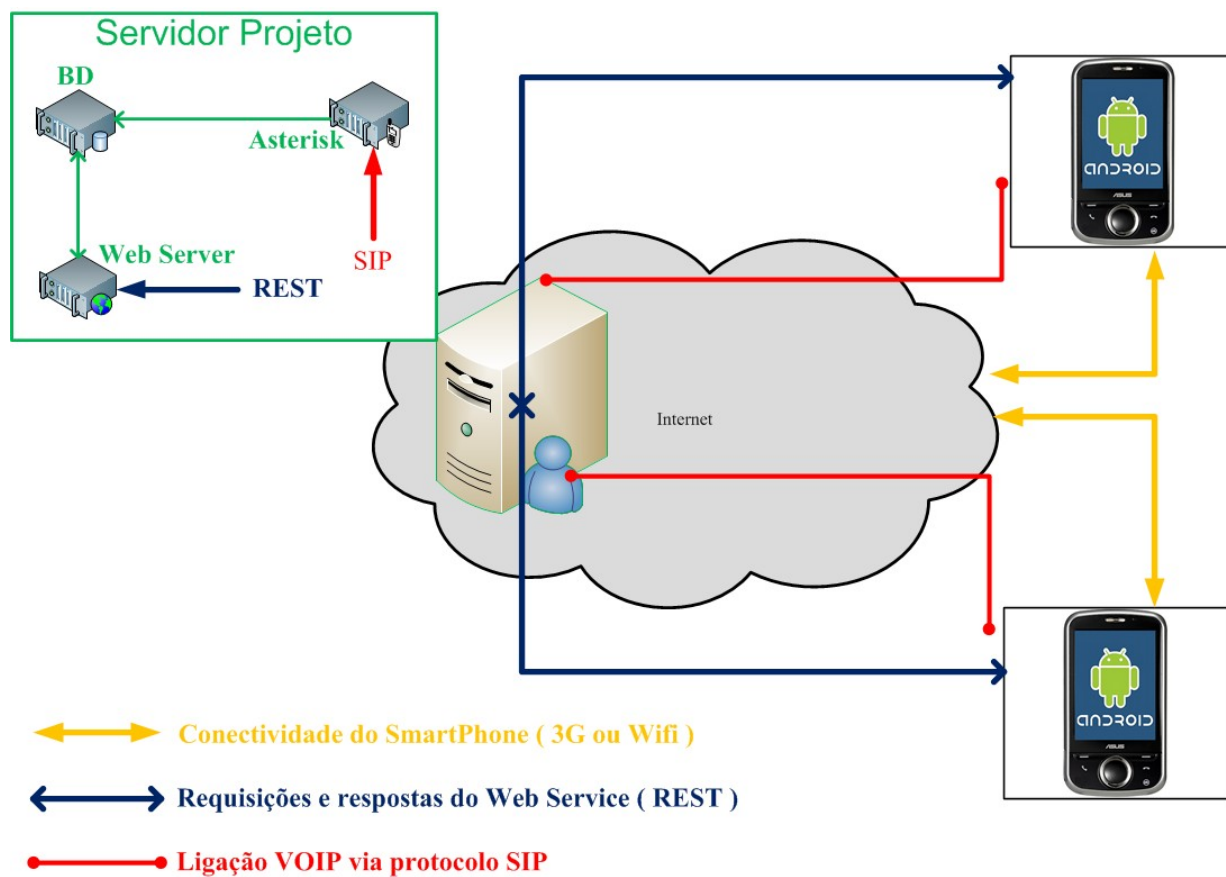 Servidor Projeto
BD
Asterisk
Web Server
SIP
REST
Internet
ANDROID
ASUS
ANDROID
ASUS
Conectividade do SmartPhone ( 3G ou Wifi )
Requisições e respostas do Web Service ( REST )
Ligação VOIP via protocolo SIP